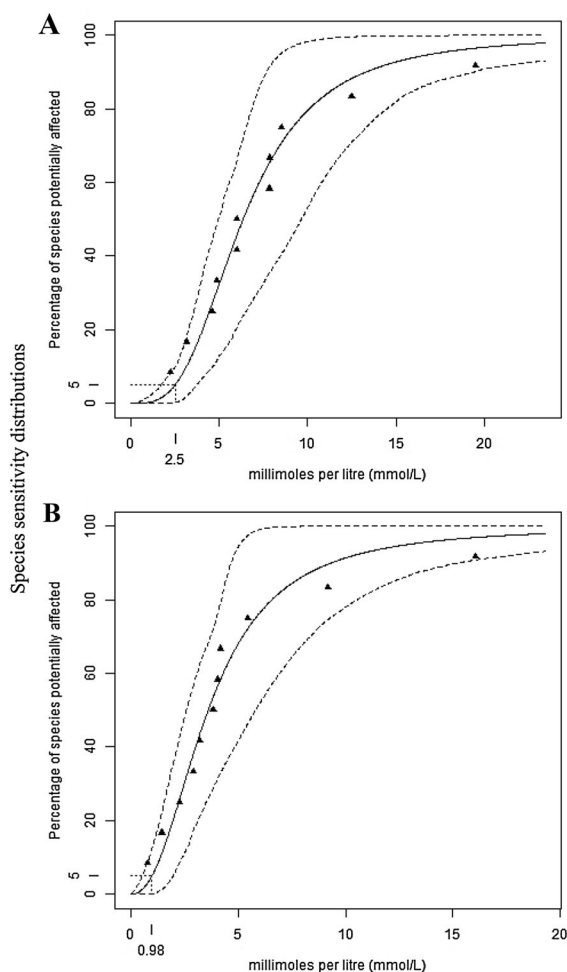 Species sensitivity distributions
A
Percentage of species potentially affected
100
80
60
40
20
5
0
0 5 10 15 20
2.5
millimoles per litre (mmol/L)
B
Percentage of species potentially affected
100
80
60
40
20
5
0
0 5 10 15 20
0.98
millimoles per litre (mmol/L)